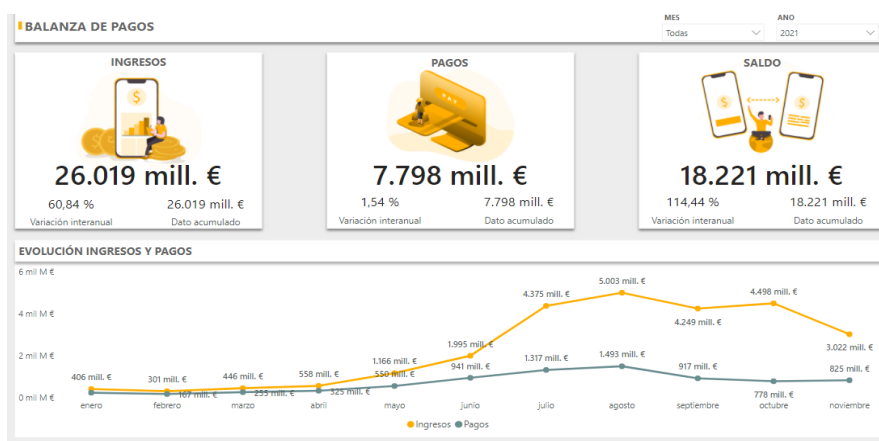 BALANZA DE PAGOS
MES
Todas
ANO
2021
INGRESOS
$
26.019 mill. €
60,84 %
Variación interanual
26.019 mill. €
Dato acumulado
PAGOS
PAY
7.798 mill. €
1,54 %
Variación interanual
7.798 mill. €
Dato acumulado
SALDO
$
$
18.221 mill. €
114,44 %
Variación interanual
18.221 mill. €
Dato acumulado
EVOLUCIÓN INGRESOS Y PAGOS
6 mil M €
4 mil M €
2 mil M €
0 mil M €
406 mill. €
301 mill. €
446 mill. €
558 mill. €
1.166 mill. €
1.995 mill. €
4.375 mill. €
5.003 mill. €
4.249 mill. €
4.498 mill. €
3.022 mill. €
167 mill. €
255 mill. €
325 mill. €
550 mill. €
941 mill. €
1.317 mill. €
1.493 mill. €
917 mill. €
778 mill. €
825 mill. €
enero febrero marzo abril mayo junio julio agosto septiembre octubre noviembre
Ingresos Pagos